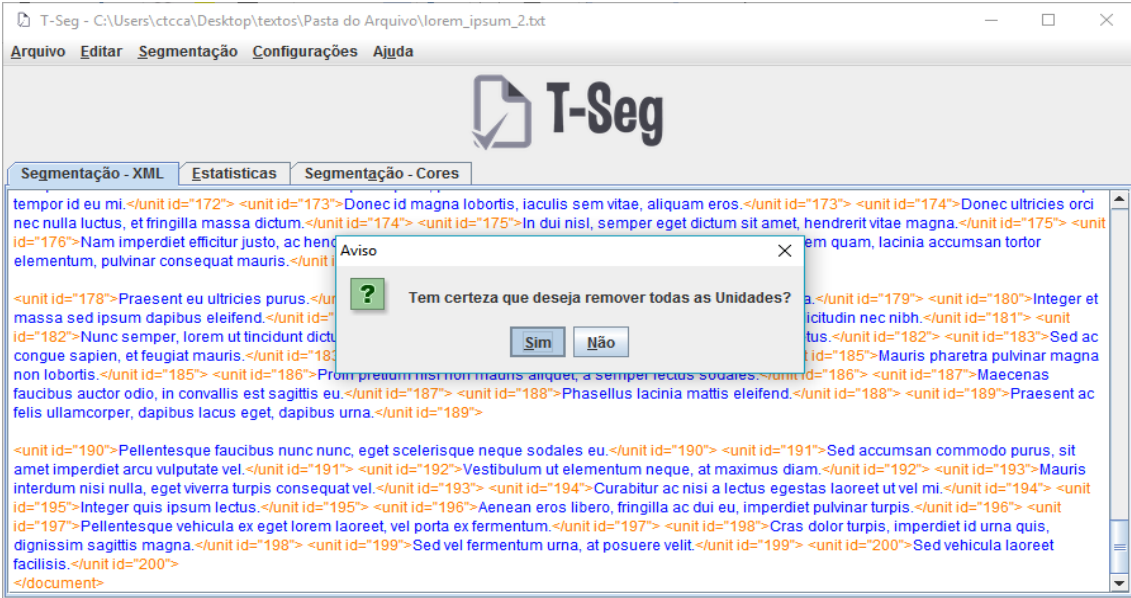 T-Seg - C:\Users\ctcca\Desktop\textos\Pasta do Arquivo\lorem_ipsum_2.txt
Arquivo Editar Segmentação Configurações Ajuda
T-Seg
Segmentação - XML Estatisticas Segmentação - Cores
tempor id eu mi.</unit id="172"> <unit id="173">Donec id magna lobortis, iaculis sem vitae, aliquam eros.</unit id="173"> <unit id="174">Donec ultricies orci
nec nulla luctus, et fringilla massa dictum.</unit id="174"> <unit id="175">In dui nisl, semper eget dictum sit amet, hendrerit vitae magna.</unit id="175"> <unit
id="176">Nam imperdiet efficitur justo, ac hend em quam, lacinia accumsan tortor
elementum, pulvinar consequat mauris.</unit i
Aviso
Tem certeza que deseja remover todas as Unidades?
Sim Não
<unit id="178">Praesent eu ultricies purus.</un a.</unit id="179"> <unit id="180">Integer et
massa sed ipsum dapibus eleifend.</unit id=" icitudin nec nibh.</unit id="181"> <unit
id="182">Nunc semper, lorem ut tincidunt dictu tus.</unit id="182"> <unit id="183">Sed ac
congue sapien, et feugiat mauris.</unit id="183 t id="185">Mauris pharetra pulvinar magna
non lobortis.</unit id="185"> <unit id="186">Proin pretium nisi non mauris aliquet, a semper lectus sodales.</unit id="186"> <unit id="187">Maecenas
faucibus auctor odio, in convallis est sagittis eu.</unit id="187"> <unit id="188">Phasellus lacinia mattis eleifend.</unit id="188"> <unit id="189">Praesent ac
felis ullamcorper, dapibus lacus eget, dapibus urna.</unit id="189">
<unit id="190">Pellentesque faucibus nunc nunc, eget scelerisque neque sodales eu.</unit id="190"> <unit id="191">Sed accumsan commodo purus, sit
amet imperdiet arcu vulputate vel.</unit id="191"> <unit id="192">Vestibulum ut elementum neque, at maximus diam.</unit id="192"> <unit id="193">Mauris
interdum nisi nulla, eget viverra turpis consequat vel.</unit id="193"> <unit id="194">Curabitur ac nisi a lectus egestas laoreet ut vel mi.</unit id="194"> <unit
id="195">Integer quis ipsum lectus.</unit id="195"> <unit id="196">Aenean eros libero, fringilla ac dui eu, imperdiet pulvinar turpis.</unit id="196"> <unit
id="197">Pellentesque vehicula ex eget lorem laoreet, vel porta ex fermentum.</unit id="197"> <unit id="198">Cras dolor turpis, imperdiet id urna quis,
dignissim sagittis magna.</unit id="198"> <unit id="199">Sed vel fermentum urna, at posuere velit.</unit id="199"> <unit id="200">Sed vehicula laoreet
facilisis.</unit id="200">
</document>